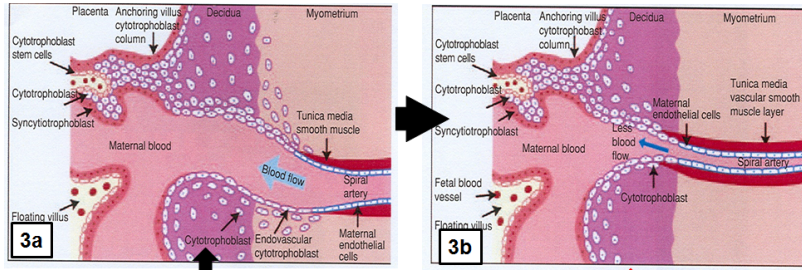 Placenta
Anchoring villus
cytotrophoblast
column
Decidua
Myometrium
Cytotrophoblast
stem cells
Cytotrophoblast
Syncytiotrophoblast
Tunica media
smooth muscle
Maternal blood
Blood flow
Spiral
artery
Floating villus
Cytotrophoblast
Endovascular
cytotrophoblast
Maternal
endothelial
cells
3a
Placenta
Anchoring villus
cytotrophobast
column
Decidua
Myometrium
Cytotrophoblast
stem cells
Cytotrophoblast
Syncytiotrophoblast
Maternal
endothelial cells
Tunica media
vascular smooth
muscle layer
Less
blood
flow
Maternal blood
Spiral artery
Fetal blood
vessel
Cytotrophoblast
Floating villus
3b